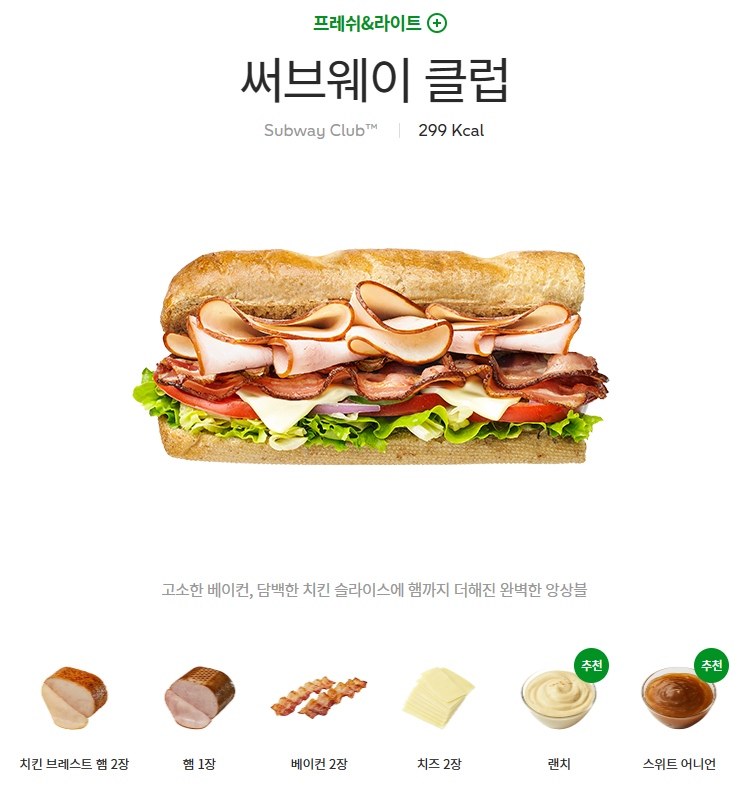 프레쉬&라이트
써브웨이 클럽
Subway Club™ 299 Kcal
고소한 베이컨, 담백한 치킨 슬라이스에 햄까지 더해진 완벽한 앙상블
추천 추천
치킨 브레스트 햄 2장 햄 1장 베이컨 2장 치즈 2장 랜치 스위트 어니언